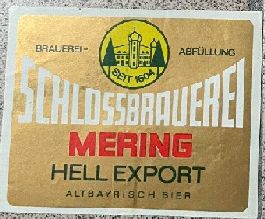 BRAUEREI- ABFÜLLUNG
SEIT 1604
SCHLOSSBRAUEREI
MERING
HELL EXPORT
ALTBAYRISCH BIER